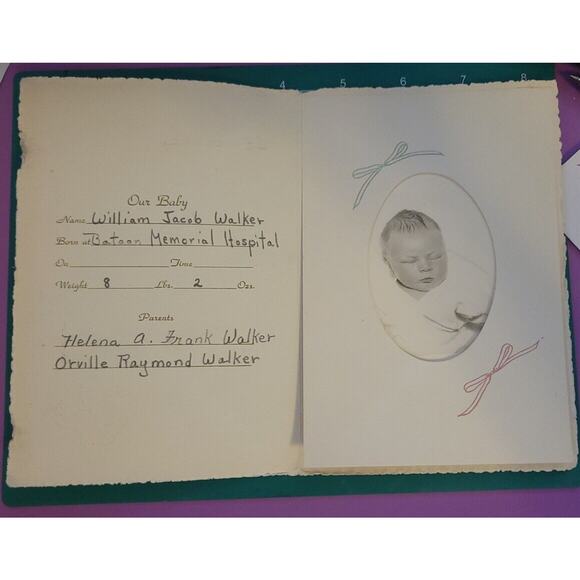 4 5 6 7 8
Our Baby
Name William Jacob Walker
Born at Bataan Memorial Hospital
On Time
Weight 8 Lbs. 2 Ozs.
Parents
Helena A. Frank Walker
Orville Raymond Walker